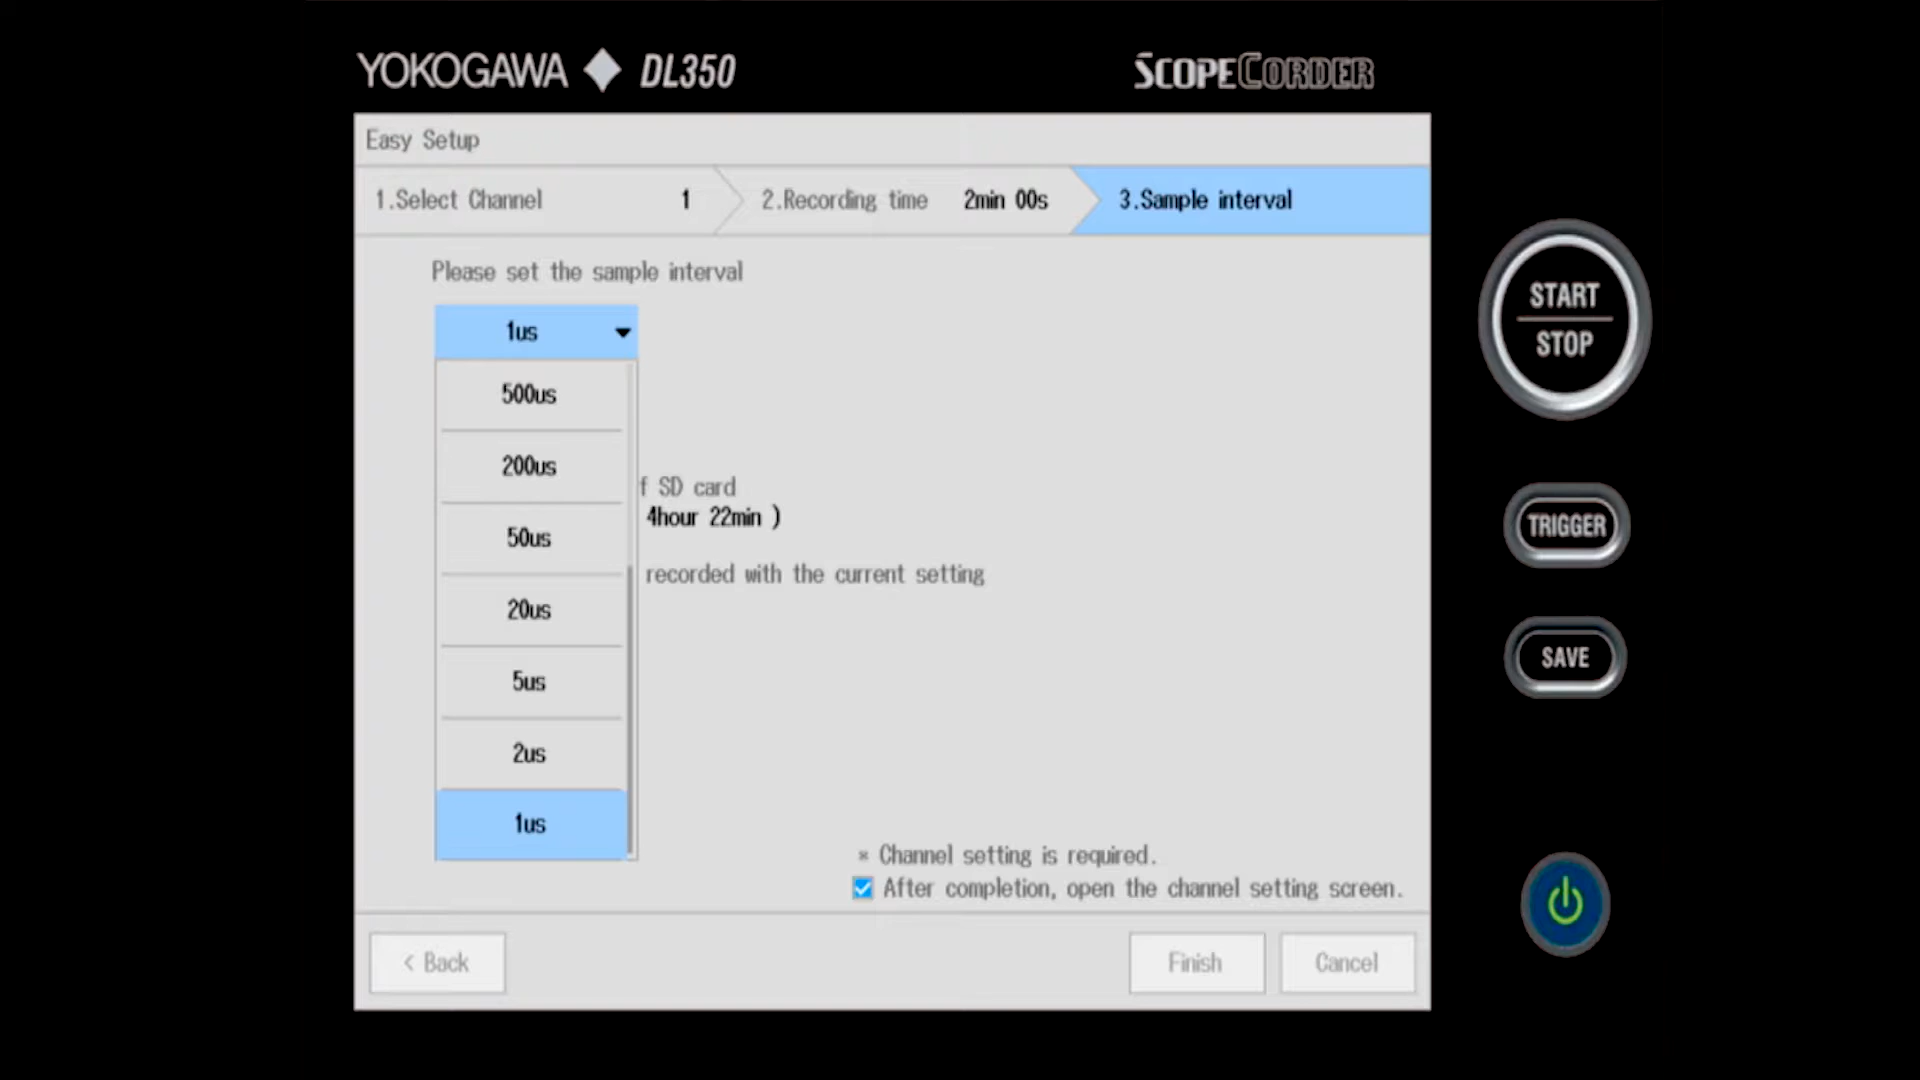 YOKOGAWA ◆ DL350
SCOPECORDER
Easy Setup
1.Select Channel 1
2.Recording time 2min 00s
3.Sample interval
Please set the sample interval
1us
500us
200us
50us
20us
5us
2us
1us
f SD card
4hour 22min )
recorded with the current setting
* Channel setting is required.
After completion, open the channel setting screen.
< Back
Finish
Cancel
START
STOP
TRIGGER
SAVE